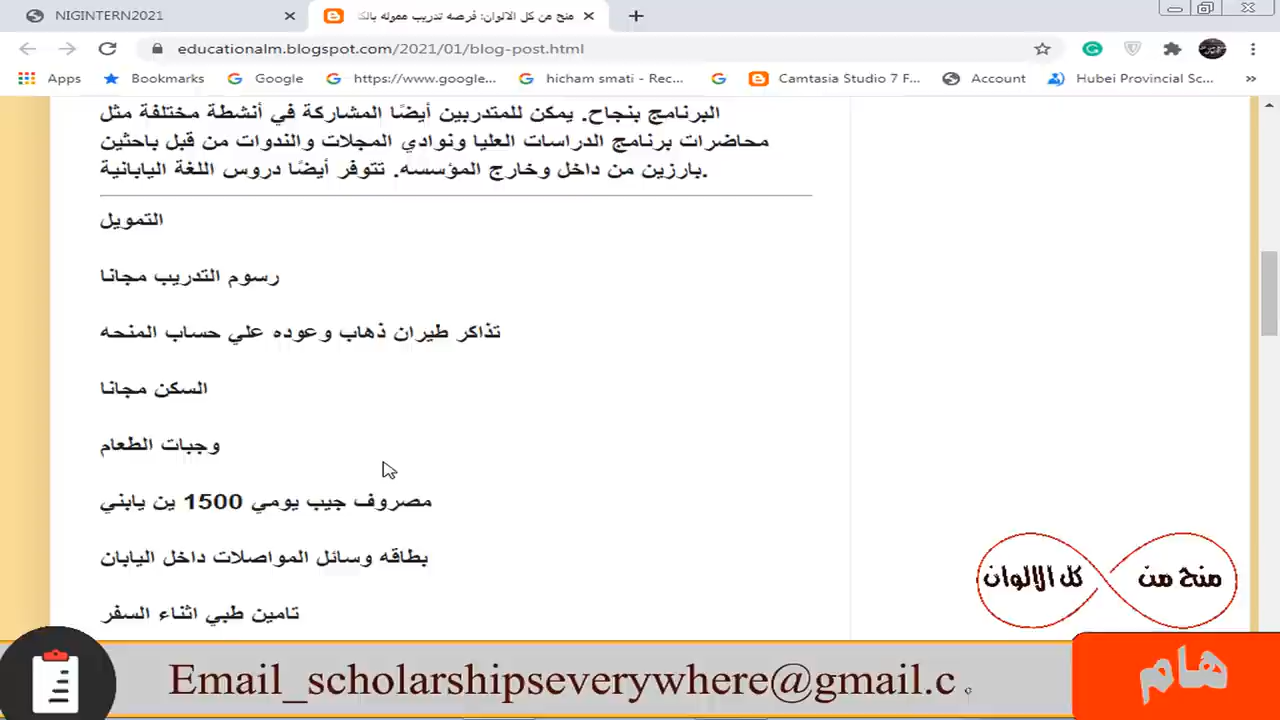 NIGINTERN2021
منح من كل الالوان: فرصه تدريب ممولة بالكا
educationalm.blogspot.com/2021/01/blog-post.html
Apps
Bookmarks
Google
https://www.google...
hicham smati - Rec...
Camtasia Studio 7 F...
Account
Hubei Provincial Sc...
البرنامج بنجاح. يمكن للمتدربين أيضًا المشاركة في أنشطة مختلفة مثل
محاضرات برنامج الدراسات العليا ونوادي المجلات والندوات من قبل باحثين
بارزين من داخل وخارج المؤسسه. تتوفر أيضًا دروس اللغة اليابانية.
التمويل
رسوم التدريب مجانا
تذاكر طيران ذهاب وعوده علي حساب المنحه
السكن مجانا
وجبات الطعام
مصروف جيب يومي 1500 ين يابني
بطاقه وسائل المواصلات داخل اليابان
تامين طبي اثناء السفر
منح من كل الالوان
Email_scholarshipseverywhere@gmail.c
هام